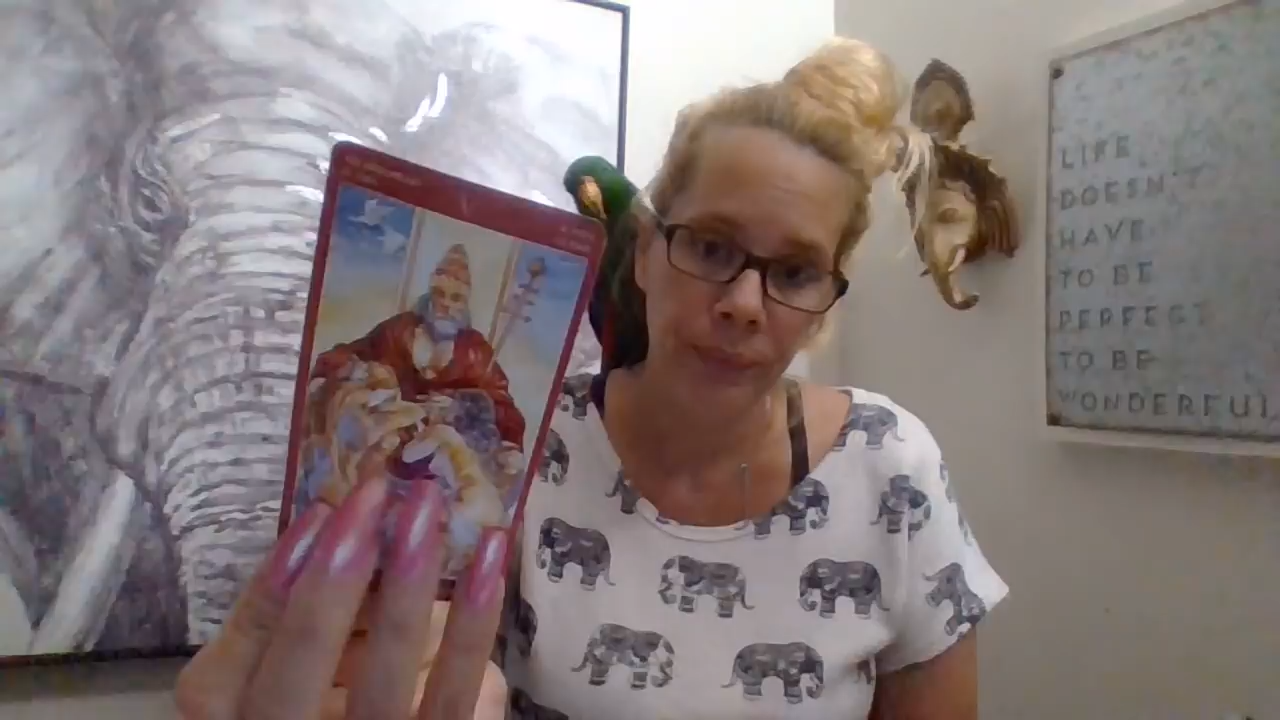 LIFE
DOESN'T
HAVE
TO BE
PERFECT
TO BE
WONDERFUL